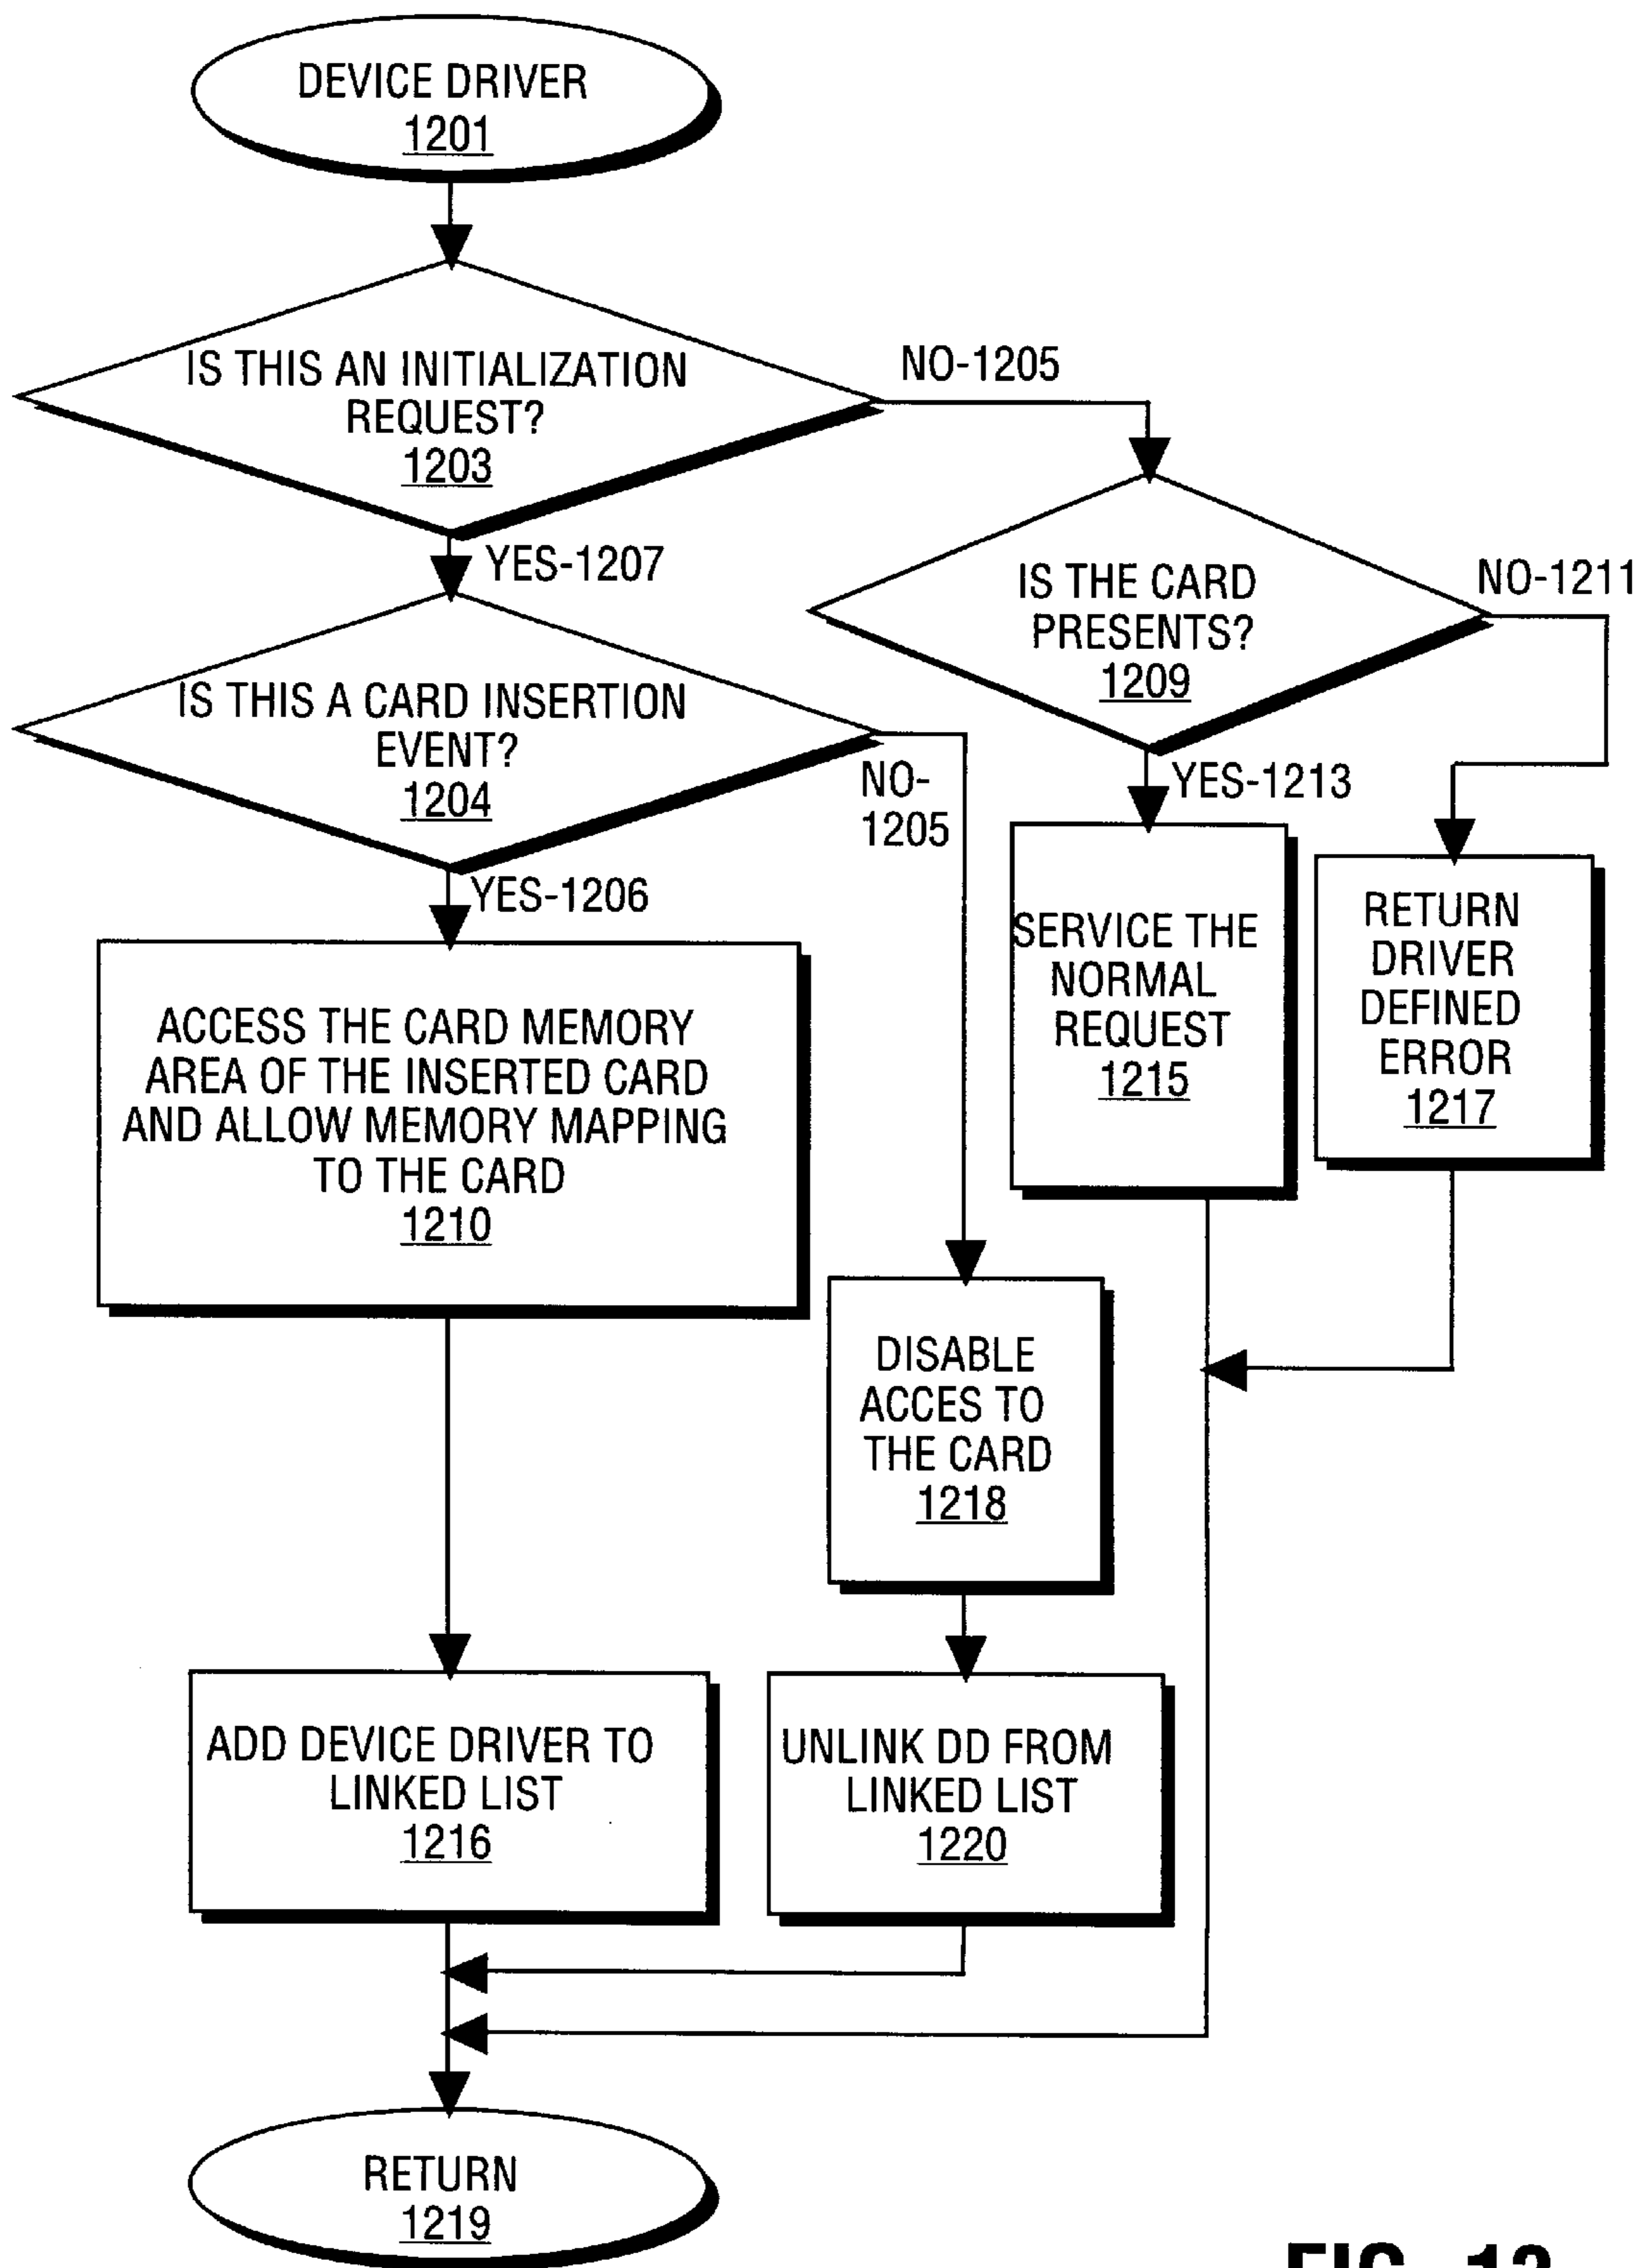 DEVICE DRIVER
1201
IS THIS AN INITIALIZATION
REQUEST?
1203
NO-1205
YES-1207
IS THE CARD
PRESENTS?
1209
NO-1211
IS THIS A CARD INSERTION
EVENT?
1204
NO-
1205
YES-1213
YES-1206
SERVICE THE
NORMAL
REQUEST
1215
RETURN
DRIVER
DEFINED
ERROR
1217
ACCESS THE CARD MEMORY
AREA OF THE INSERTED CARD
AND ALLOW MEMORY MAPPING
TO THE CARD
1210
DISABLE
ACCES TO
THE CARD
1218
ADD DEVICE DRIVER TO
LINKED LIST
1216
UNLINK DD FROM
LINKED LIST
1220
RETURN
1219